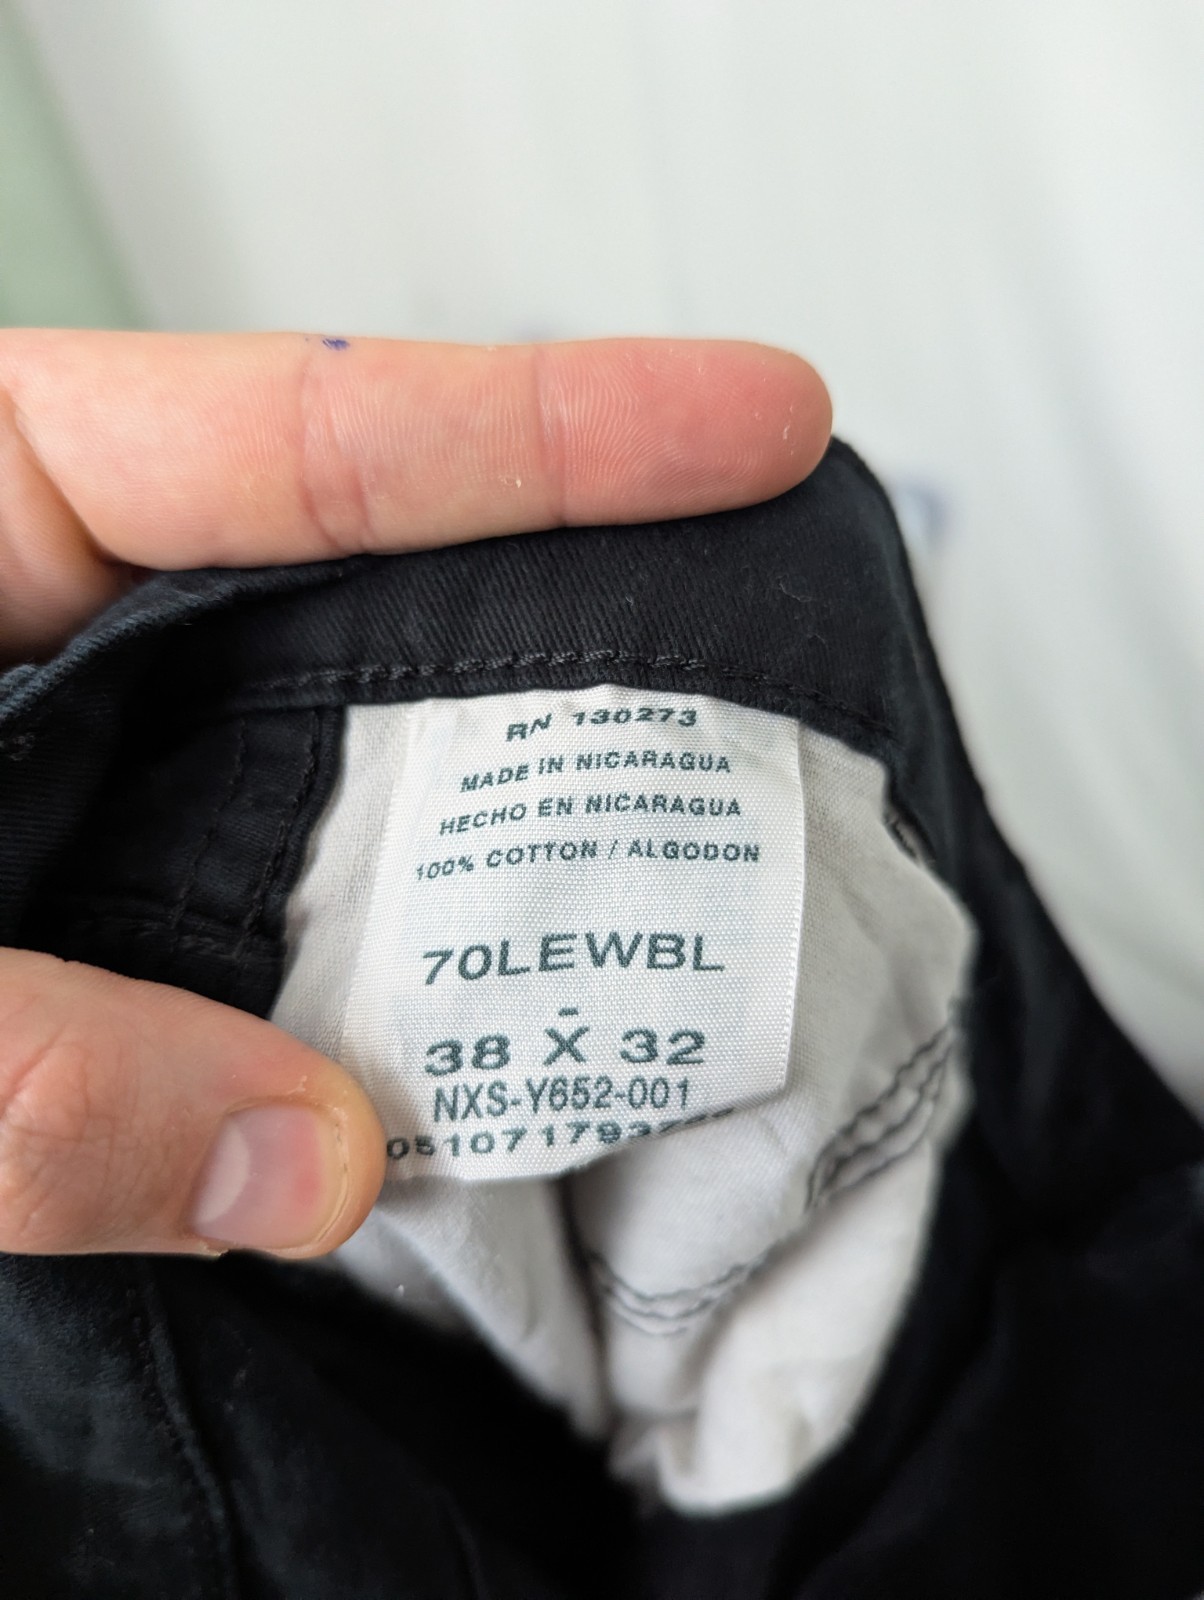 RN 130273
MADE IN NICARAGUA
HECHO EN NICARAGUA
100% COTTON / ALGODON
70LEWBL
-
38 X 32
NXS-Y652-001